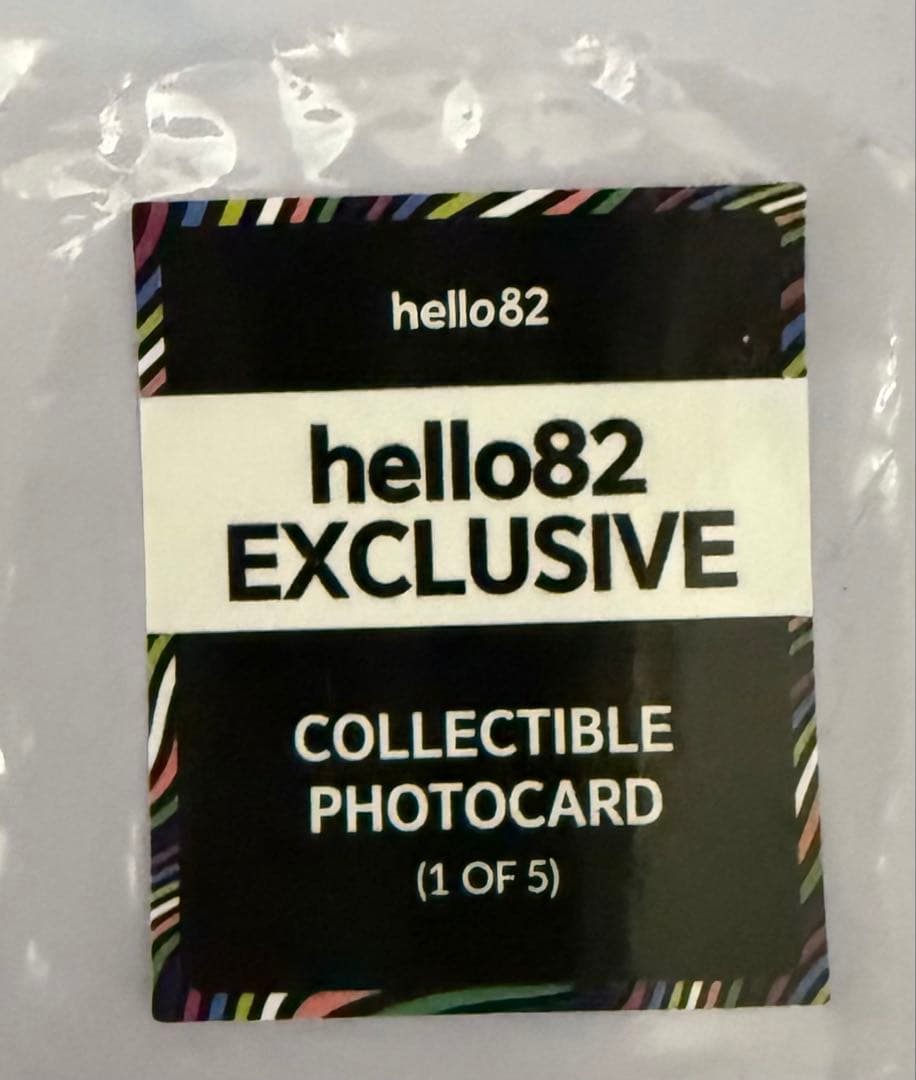 hello82
hello82
EXCLUSIVE
COLLECTIBLE
PHOTOCARD
(1 OF 5)